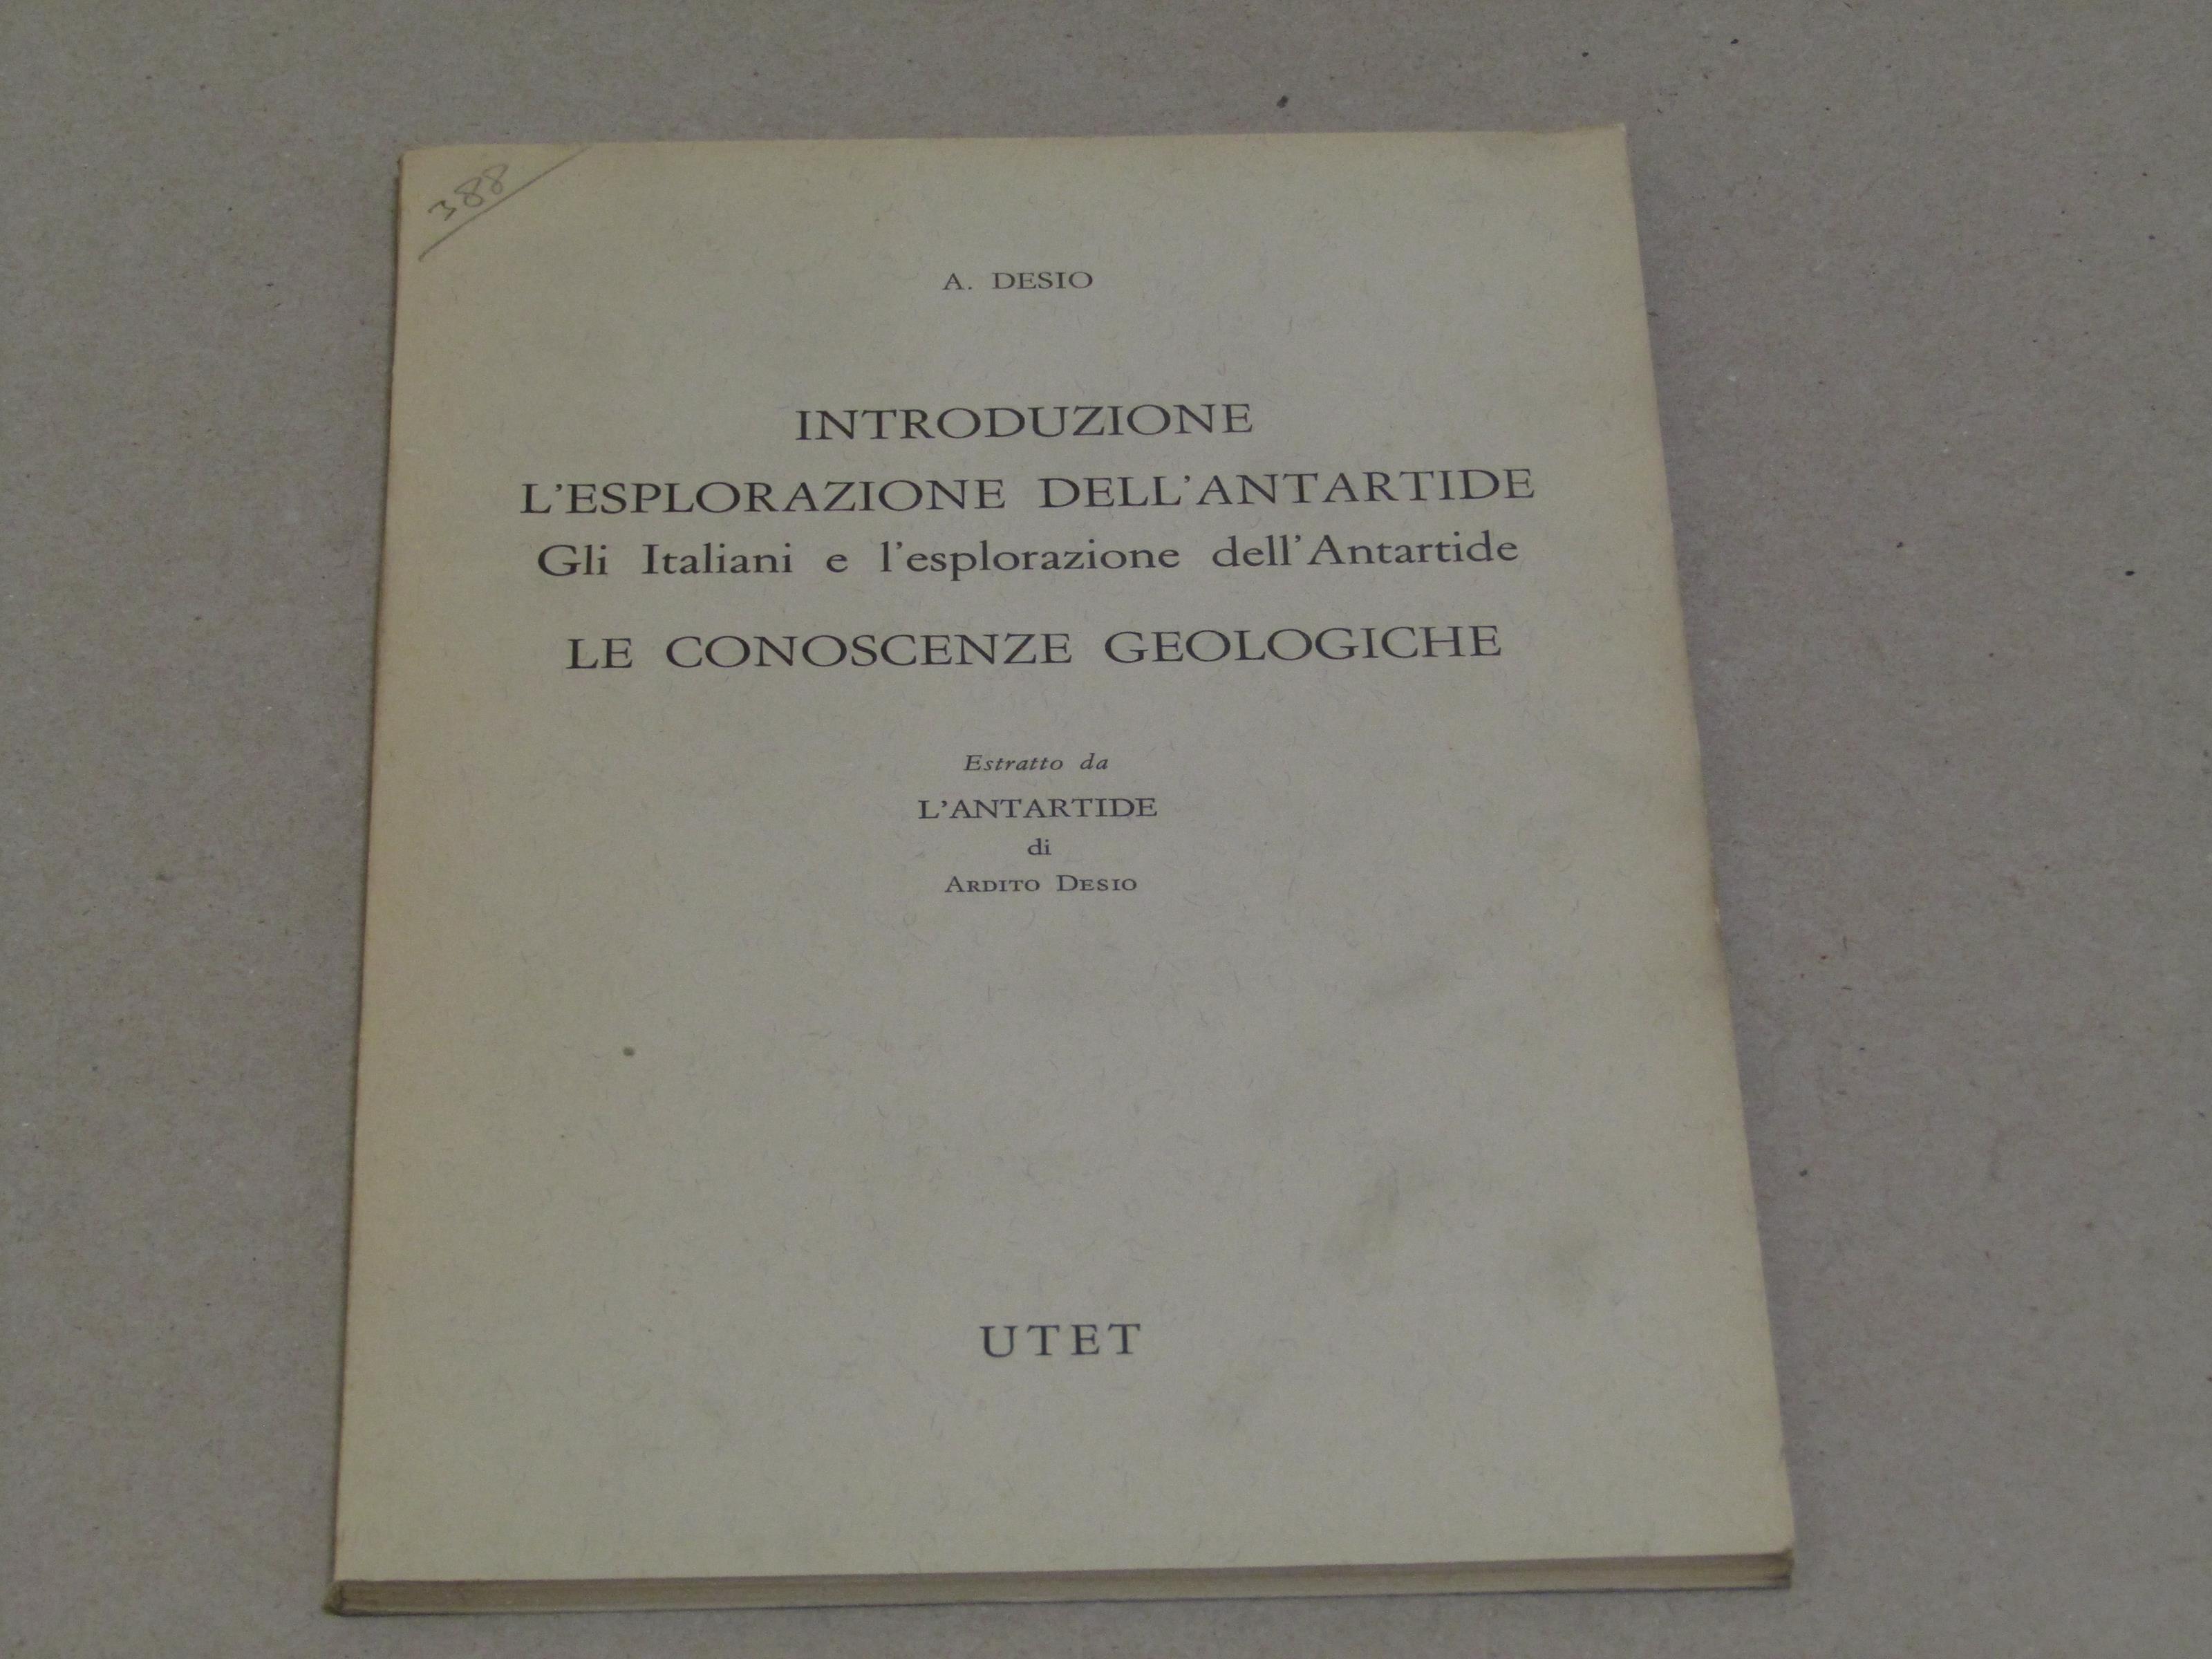 388
A. DESIO
INTRODUZIONE
L'ESPLORAZIONE DELL'ANTARTIDE
Gli Italiani e l'esplorazione dell'Antartide
LE CONOSCENZE GEOLOGICHE
Estratto da
L'ANTARTIDE
di
ARDITO DESIO
UTET